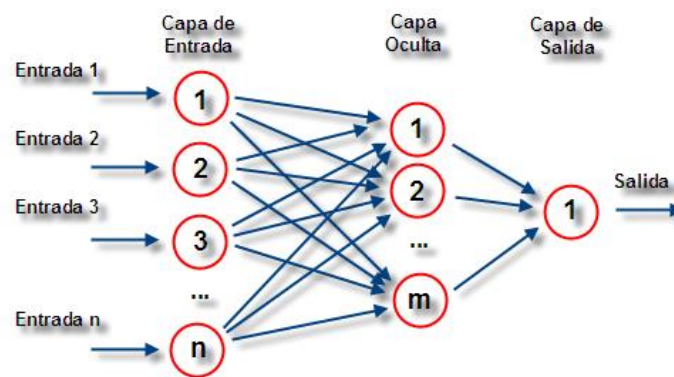 Capa de
Entrada
Capa
Oculta
Capa de
Salida
Entrada 1
1
Entrada 2
2
Entrada 3
3
...
Entrada n
n
1
2
...
m
1
Salida